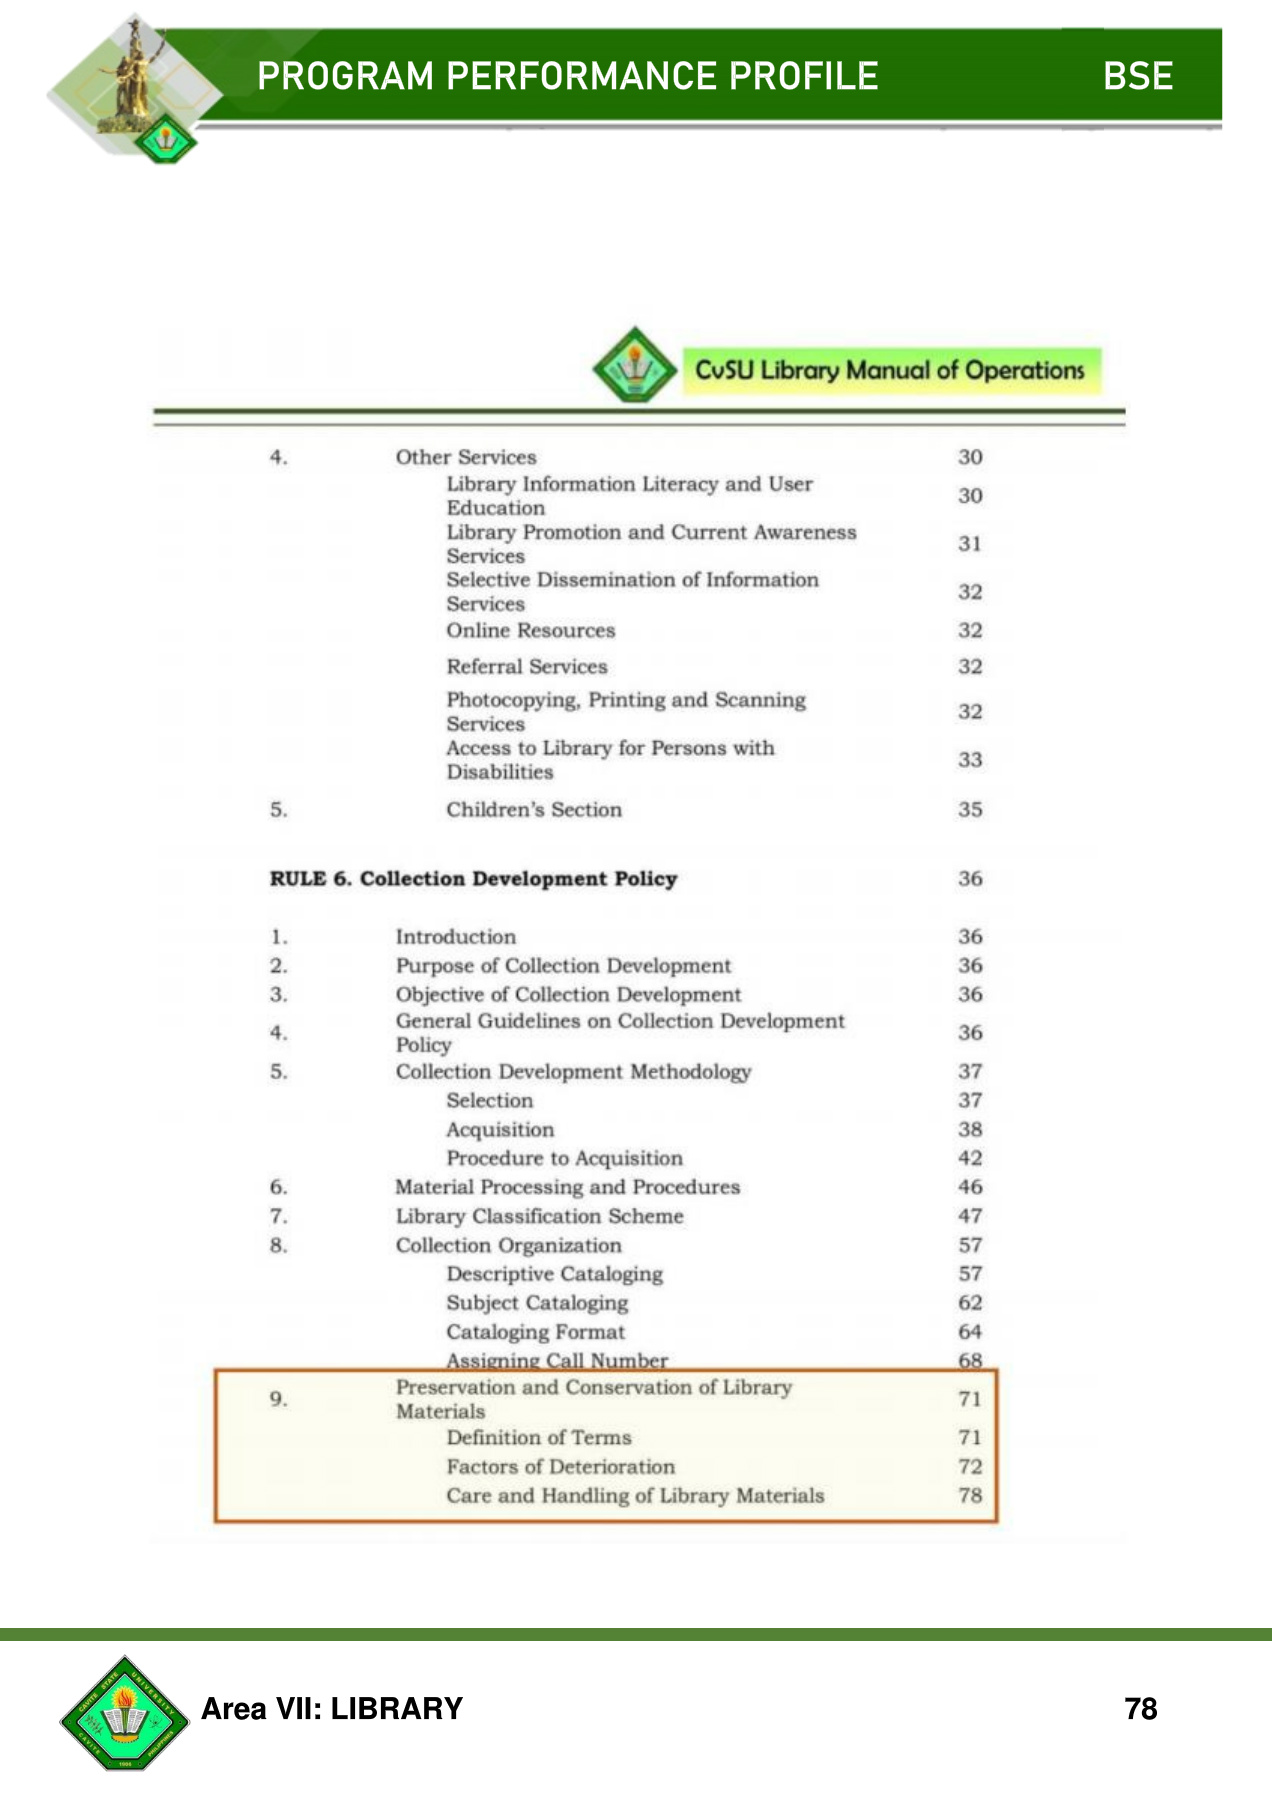 PROGRAM PERFORMANCE PROFILE BSE
CvSU Library Manual of Operations
4. Other Services 30
Library Information Literacy and User
Education 30
Library Promotion and Current Awareness
Services 31
Selective Dissemination of Information
Services 32
Online Resources 32
Referral Services 32
Photocopying, Printing and Scanning
Services 32
Access to Library for Persons with
Disabilities 33
5. Children's Section 35
RULE 6. Collection Development Policy 36
1. Introduction 36
2. Purpose of Collection Development 36
3. Objective of Collection Development 36
4. General Guidelines on Collection Development
Policy 36
5. Collection Development Methodology 37
Selection 37
Acquisition 38
Procedure to Acquisition 42
6. Material Processing and Procedures 46
7. Library Classification Scheme 47
8. Collection Organization 57
Descriptive Cataloging 57
Subject Cataloging 62
Cataloging Format 64
Assigning Call Number 68
9. Preservation and Conservation of Library
Materials 71
Definition of Terms 71
Factors of Deterioration 72
Care and Handling of Library Materials 78
CAVITE STATE UNIVERSITY
CAVITE 1906 PHILIPPINES
Area VII: LIBRARY 78